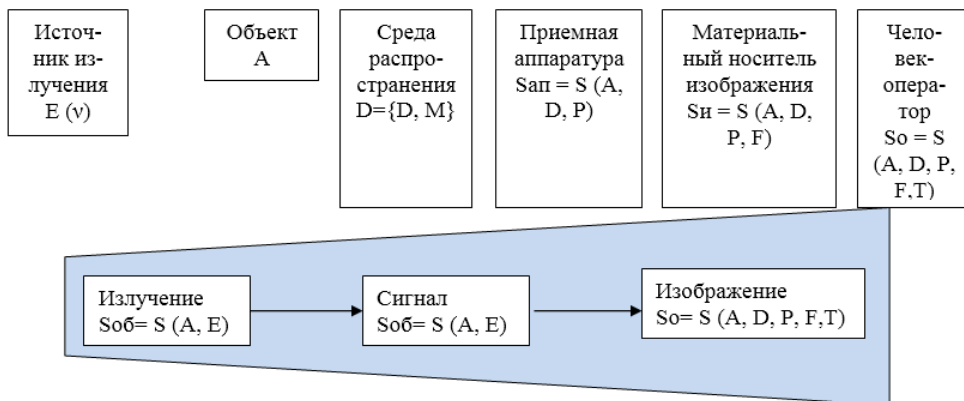 Источ-
ник из-
лучения
E (ν)
Объект
A
Среда
распро-
странения
D={D, M}
Приемная
аппаратура
Sап = S (A,
D, P)
Материаль-
ный носитель
изображения
Sи = S (A, D,
P, F)
Чело-
век-
опера-
тор
So = S
(A, D, P,
F,T)
Излучение
Sоб= S (A, E)
Сигнал
Sоб= S (A, E)
Изображение
So= S (A, D, P, F,T)